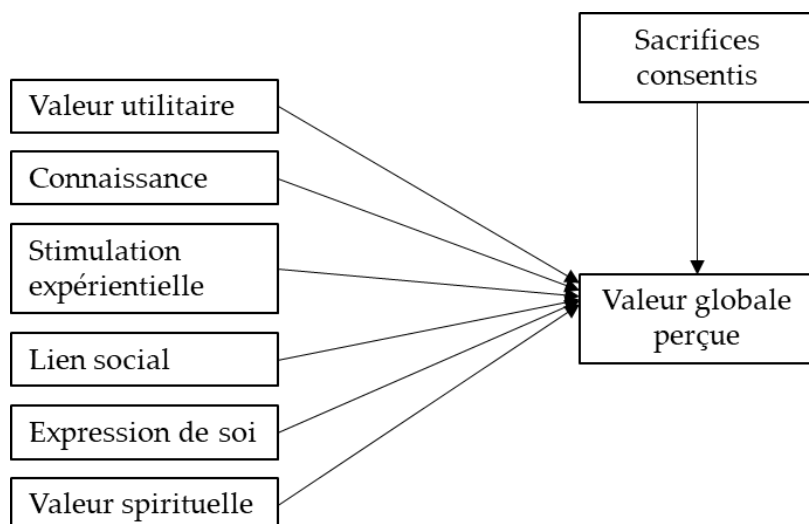 Sacrifices
consentis
Valeur utilitaire
Connaissance
Stimulation
expérientielle
Lien social
Expression de soi
Valeur spirituelle
Valeur globale
perçue